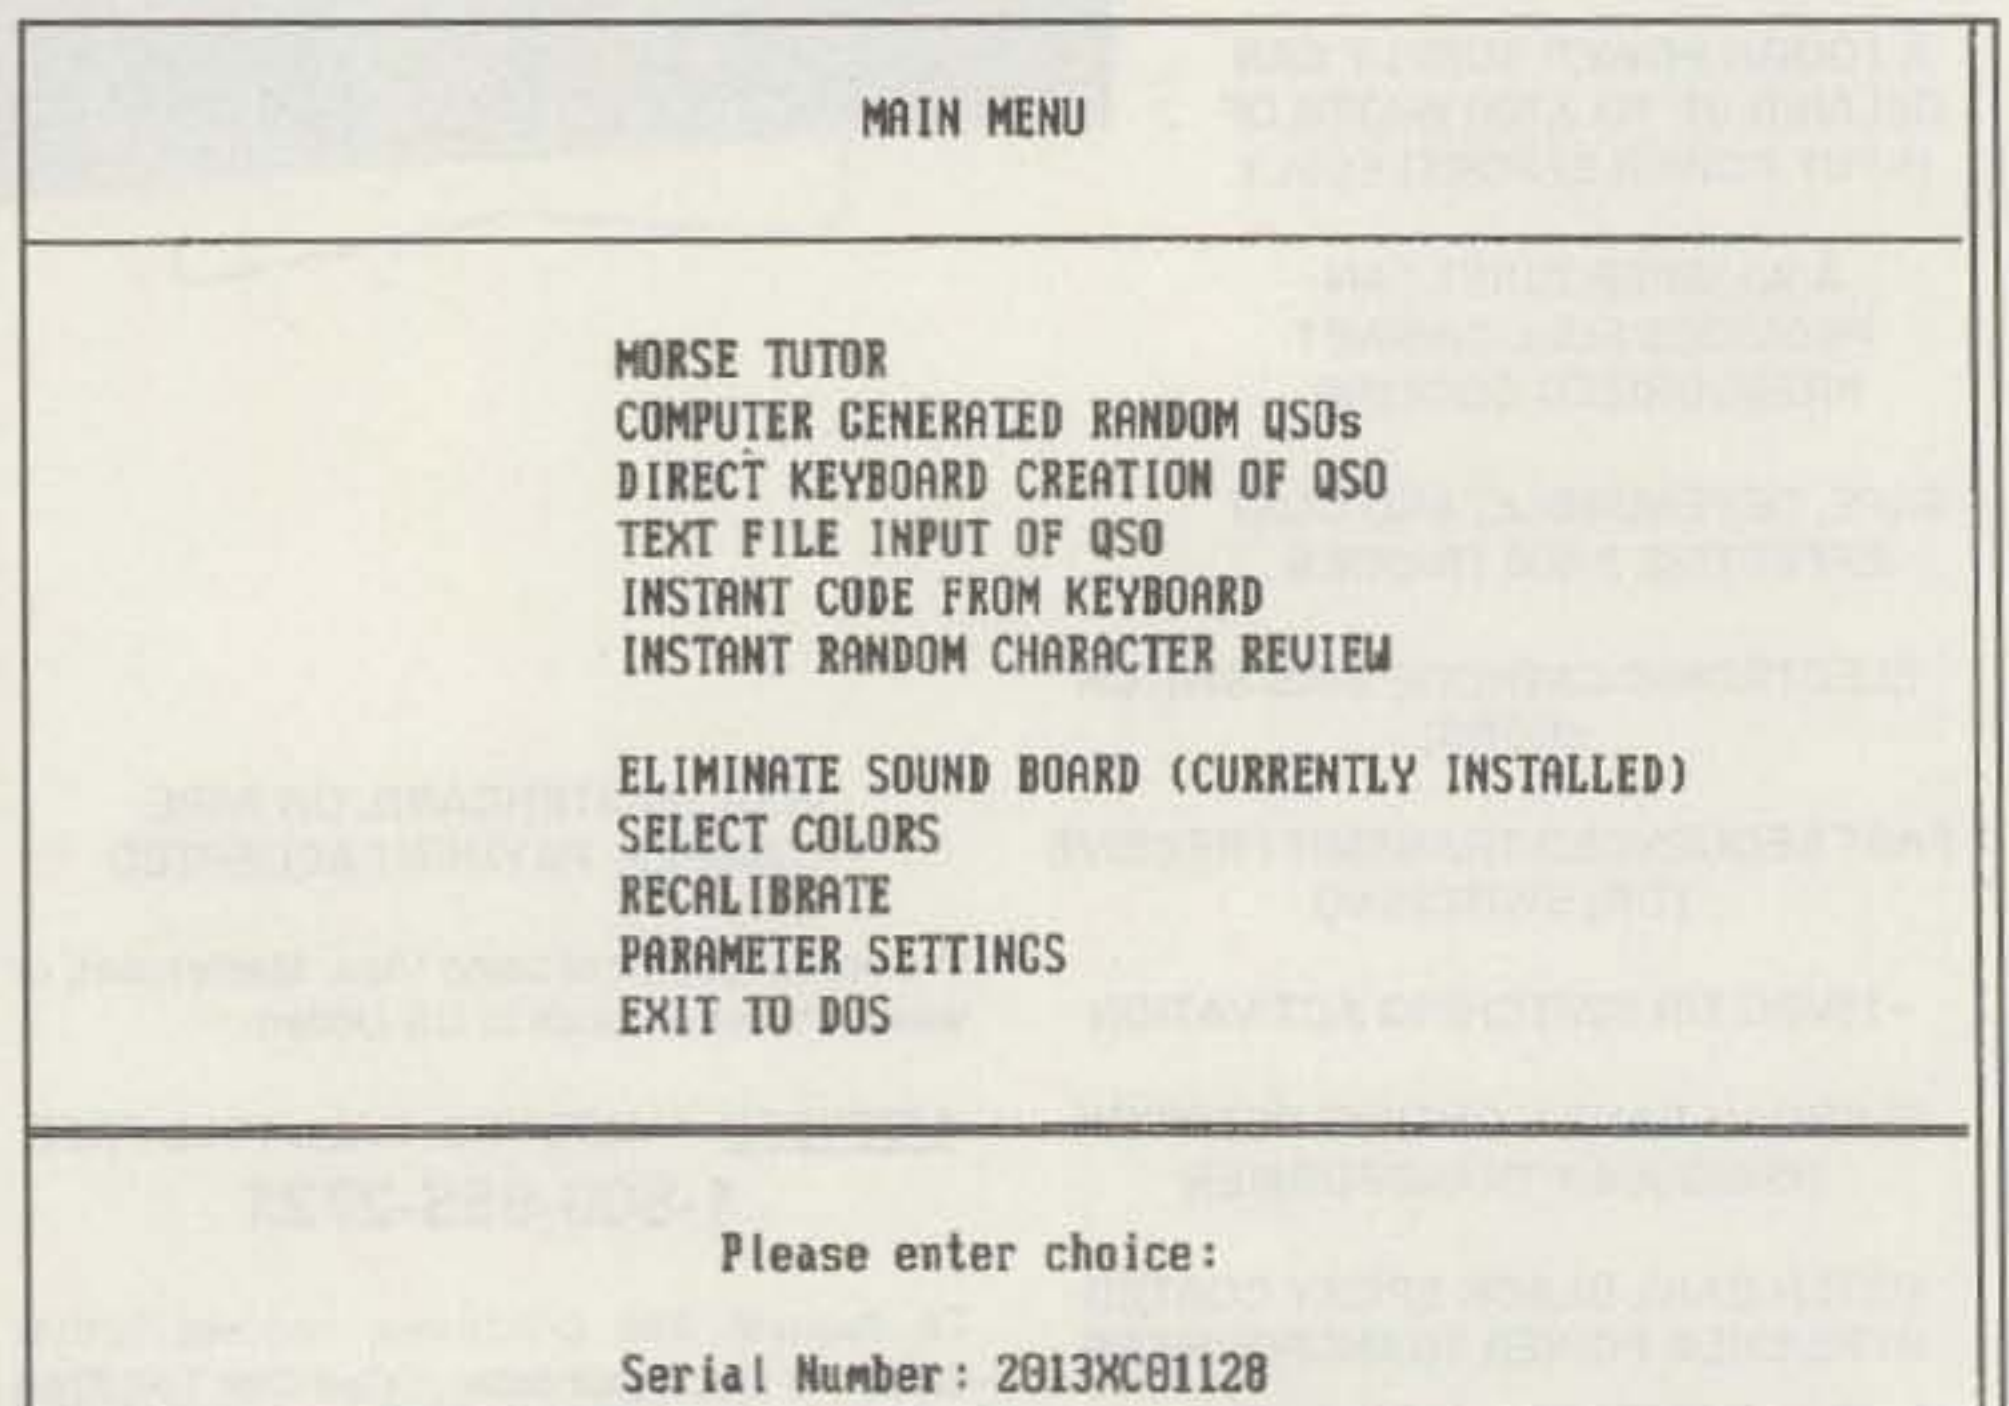 MAIN MENU
MORSE TUTOR
COMPUTER GENERATED RANDOM QSOs
DIRECT KEYBOARD CREATION OF QSO
TEXT FILE INPUT OF QSO
INSTANT CODE FROM KEYBOARD
INSTANT RANDOM CHARACTER REVIEW
ELIMINATE SOUND BOARD (CURRENTLY INSTALLED)
SELECT COLORS
RECALIBRATE
PARAMETER SETTINGS
EXIT TO DOS
Please enter choice:
Serial Number: 2013XC01128